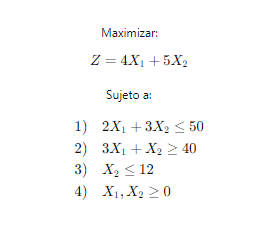 Maximizar:
Z = 4X₁ + 5X₂
Sujeto a:
1) 2X₁ + 3X₂ ≤ 50
2) 3X₁ + X₂ ≥ 40
3) X₂ ≤ 12
4) X₁, X₂ ≥ 0